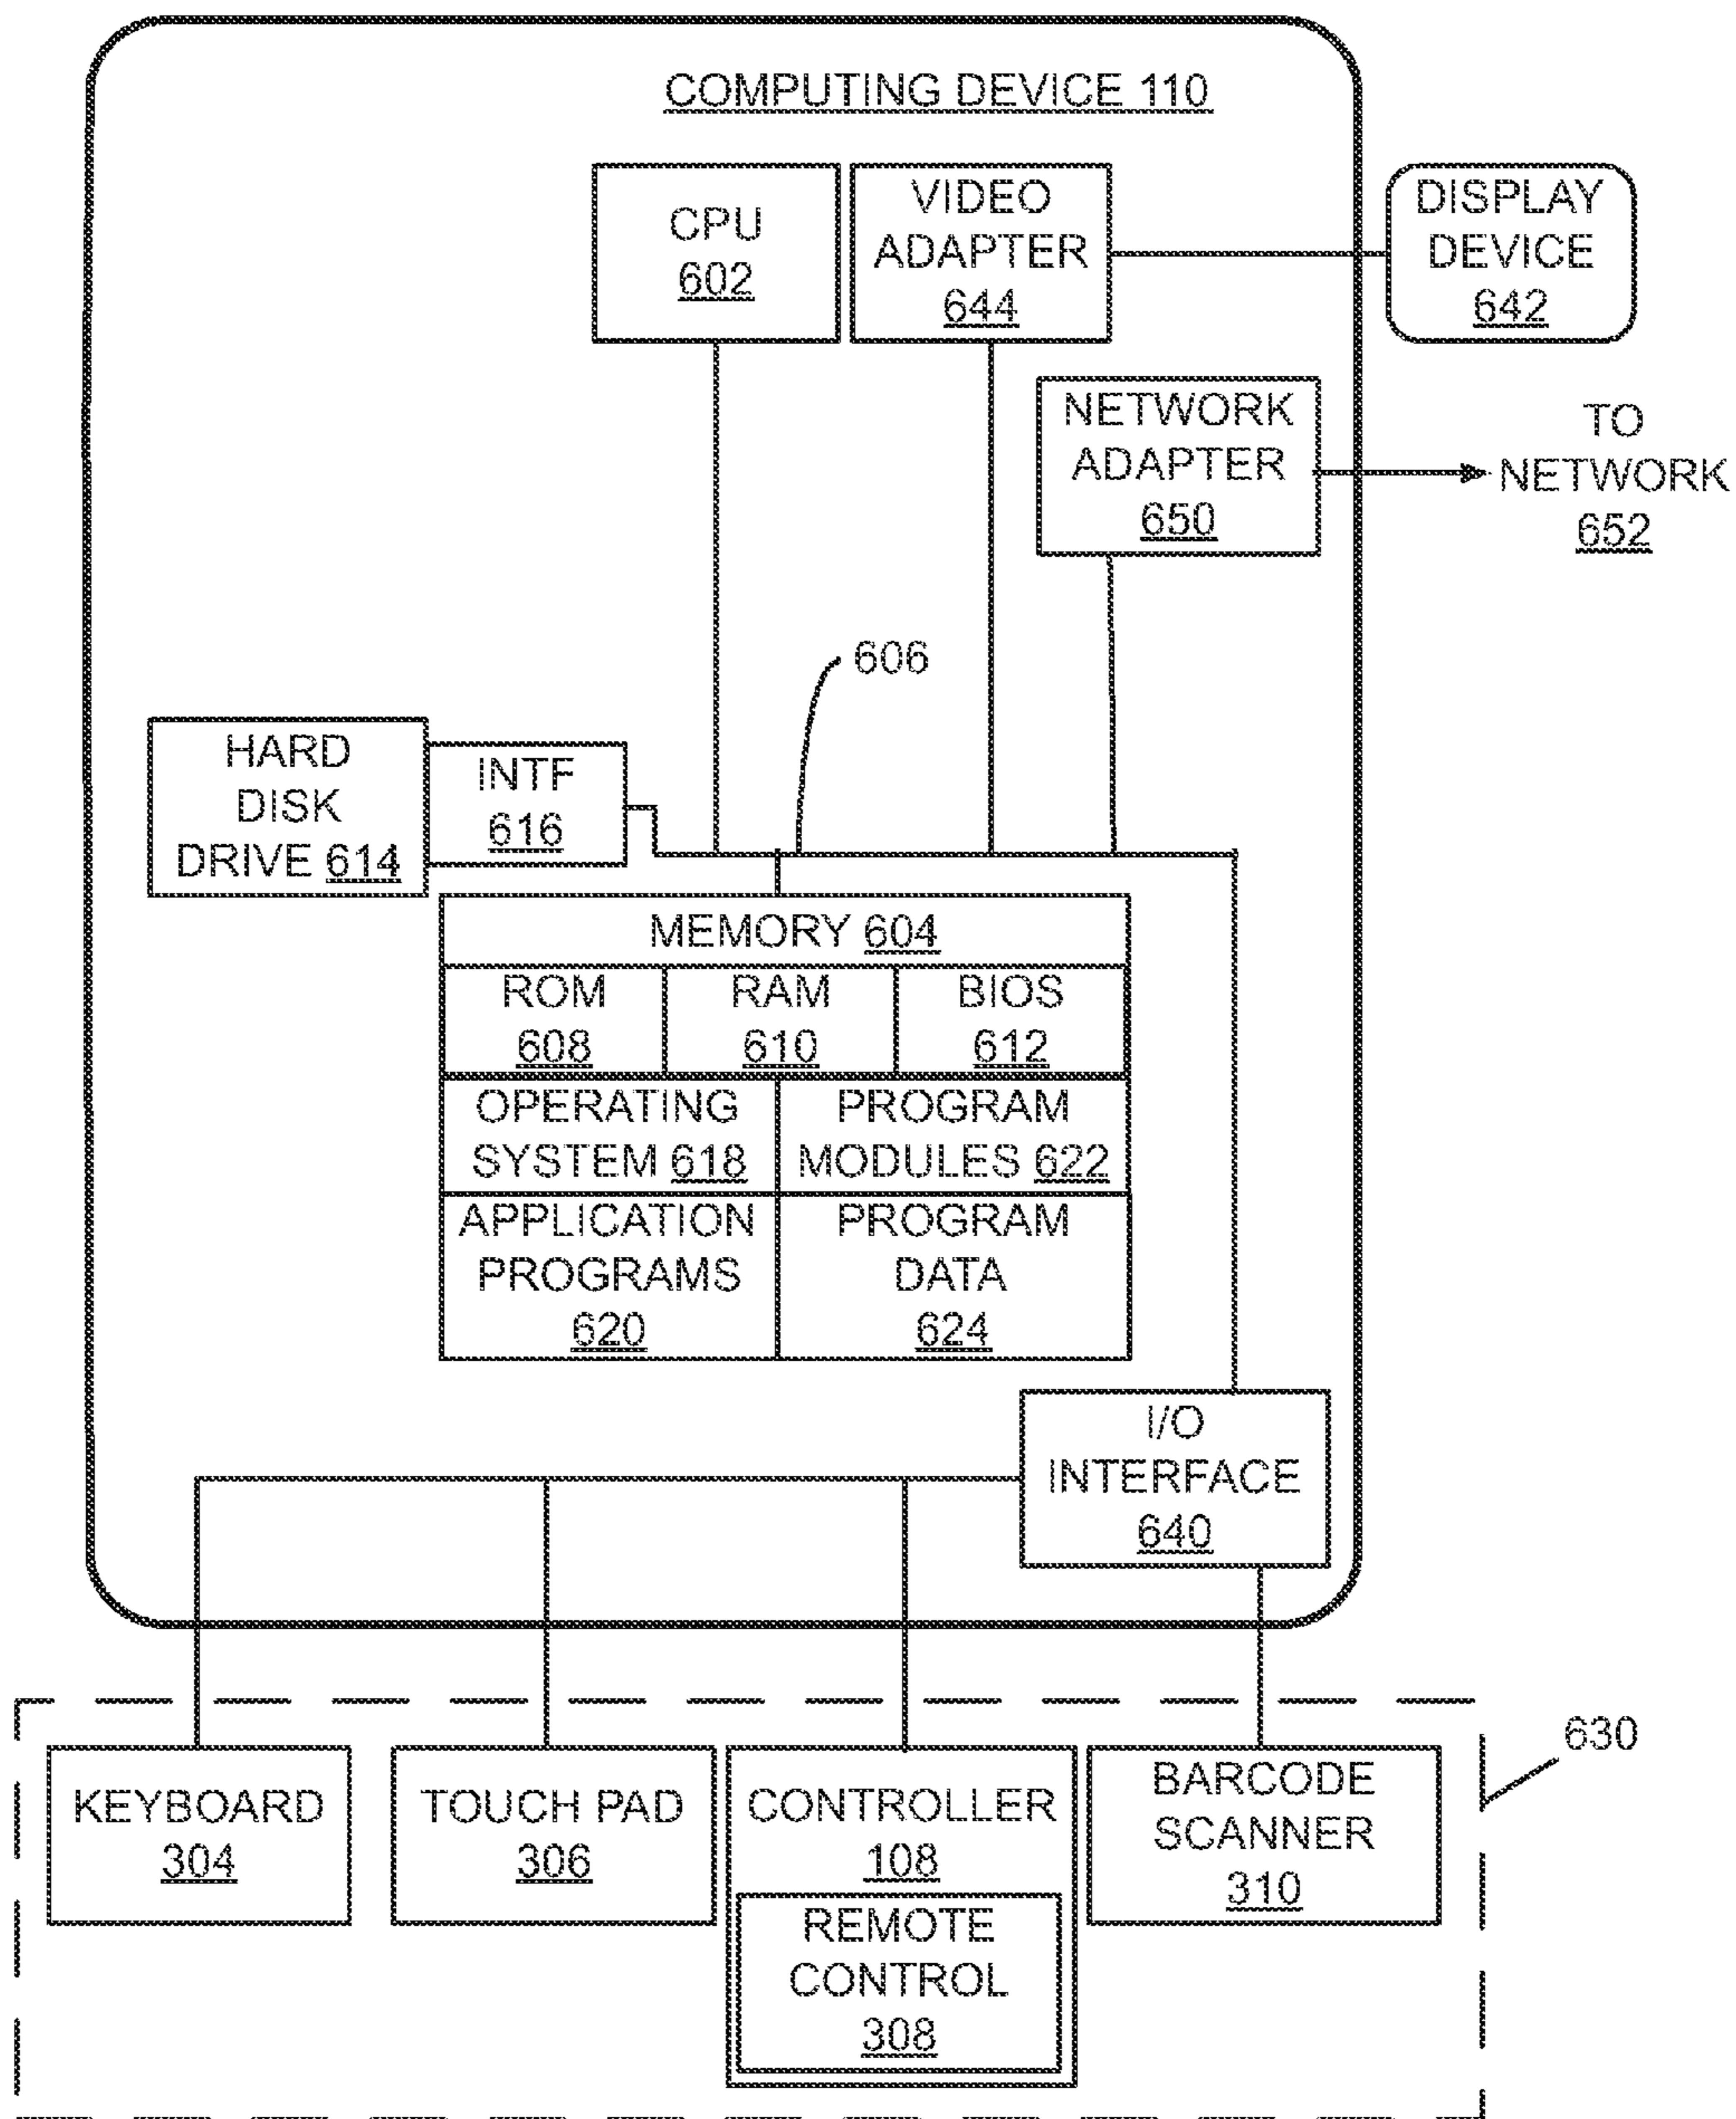 COMPUTING DEVICE 110
CPU
602
VIDEO
ADAPTER
644
DISPLAY
DEVICE
642
NETWORK
ADAPTER
650
TO
NETWORK
652
606
HARD
DISK
DRIVE 614
INTF
616
MEMORY 604
ROM
608
RAM
610
BIOS
612
OPERATING
SYSTEM 618
PROGRAM
MODULES 622
APPLICATION
PROGRAMS
620
PROGRAM
DATA
624
I/O
INTERFACE
640
630
KEYBOARD
304
TOUCH PAD
306
CONTROLLER
108
REMOTE
CONTROL
308
BARCODE
SCANNER
310